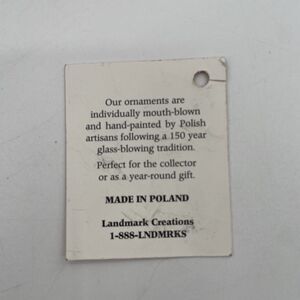 Our ornaments are
individually mouth-blown
and hand-painted by Polish
artisans following a 150 year
glass-blowing tradition.
Perfect for the collector
or as a year-round gift.
MADE IN POLAND
Landmark Creations
1-888-LNDMRKS